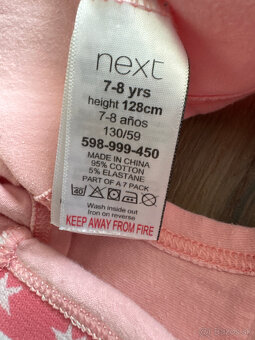 next
7-8 yrs
height 128cm
7-8 años
130/59
598-999-450
MADE IN CHINA
95% COTTON
5% ELASTANE
PART OF A 7 PACK
40
Wash inside out
Iron on reverse
KEEP AWAY FROM FIRE